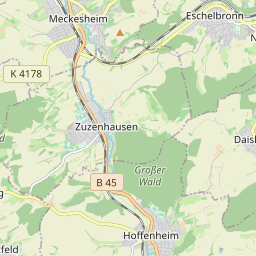 Meckesheim
Eschelbronn
N
K 4178
Zuzenhausen
Daish
Großer
Wald
B 45
g
Hoffenheim
feld